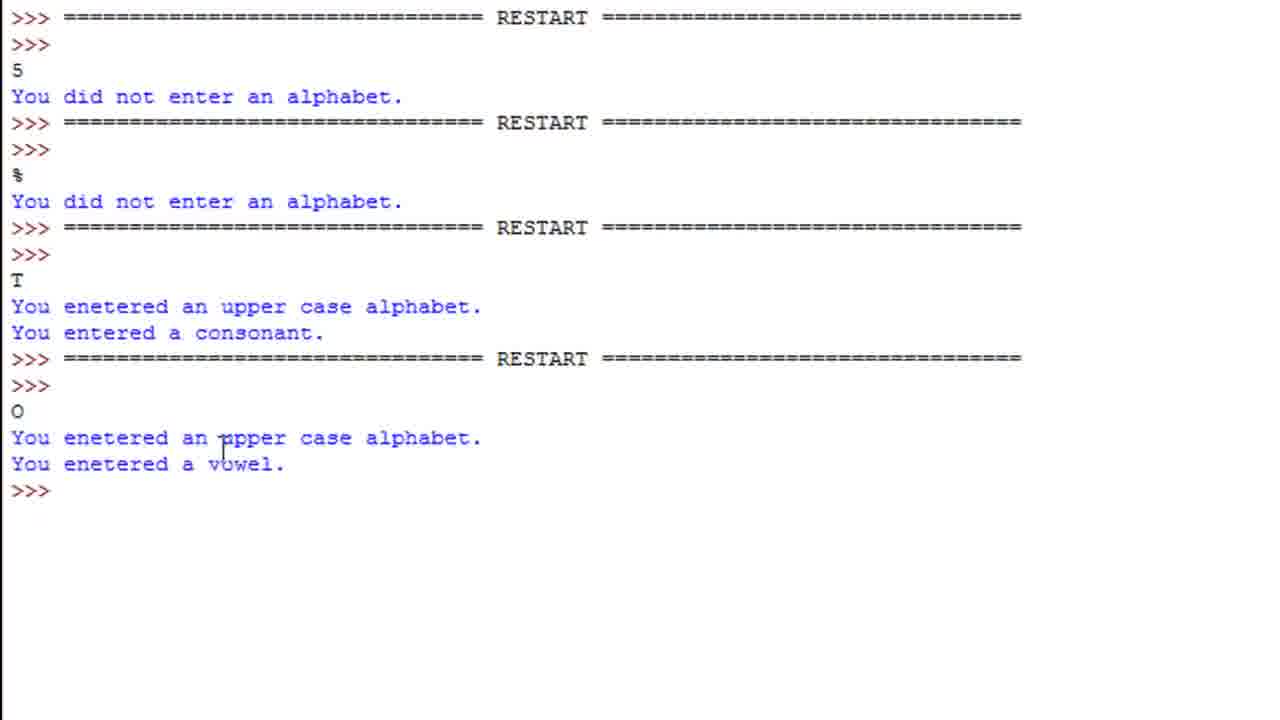 >>> ================================ RESTART ================================
>>>
5
You did not enter an alphabet.
>>> ================================ RESTART ================================
>>>
%
You did not enter an alphabet.
>>> ================================ RESTART ================================
>>>
T
You enetered an upper case alphabet.
You entered a consonant.
>>> ================================ RESTART ================================
>>>
O
You enetered an upper case alphabet.
You enetered a vowel.
>>>